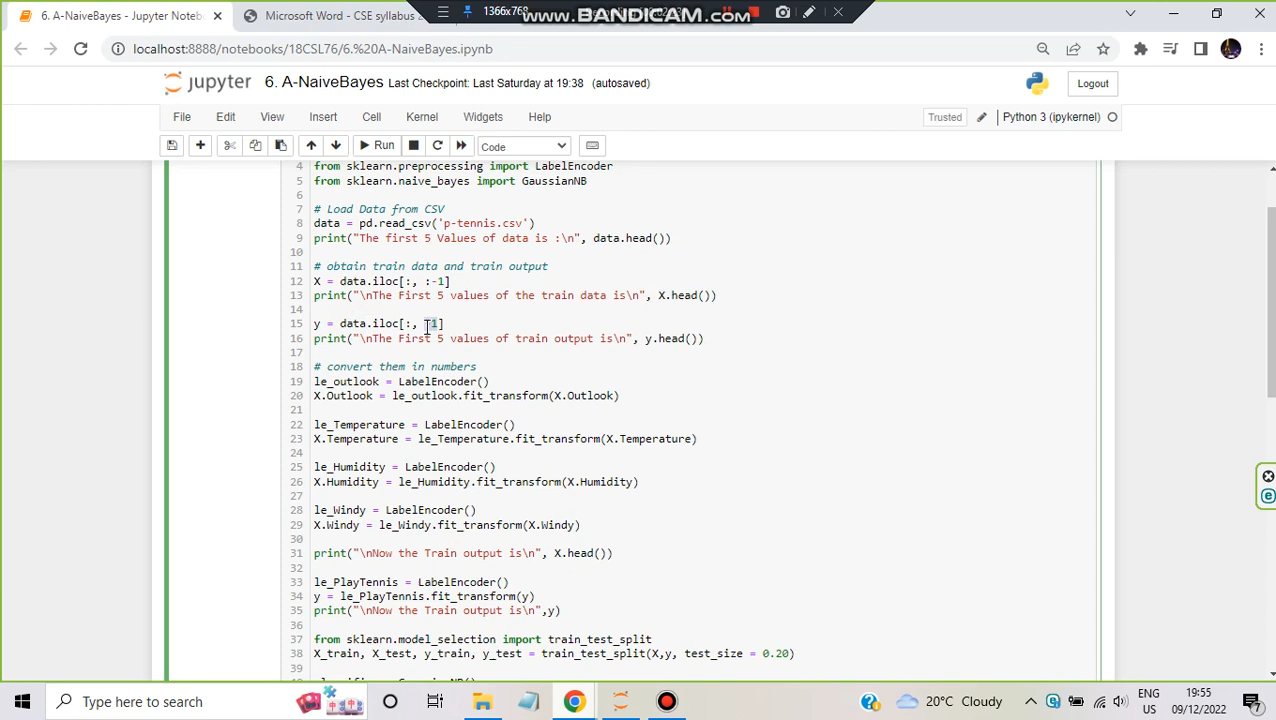 6. A-NaiveBayes - Jupyter Noteb
Microsoft Word - CSE syllabus 2
1366x768
www.BANDICAM.com
localhost:8888/notebooks/18CSL76/6.%20A-NaiveBayes.ipynb
jupyter 6. A-NaiveBayes Last Checkpoint: Last Saturday at 19:38 (autosaved)
Logout
File Edit View Insert Cell Kernel Widgets Help
Trusted Python 3 (ipykernel)
Run Code
4 from sklearn.preprocessing import LabelEncoder
5 from sklearn.naive_bayes import GaussianNB
6
7 # Load Data from CSV
8 data = pd.read_csv('p-tennis.csv')
9 print("The first 5 Values of data is :\n", data.head())
10
11 # obtain train data and train output
12 X = data.iloc[:, :-1]
13 print("\nThe First 5 values of the train data is\n", X.head())
14
15 y = data.iloc[:, -1]
16 print("\nThe First 5 values of train output is\n", y.head())
17
18 # convert them in numbers
19 le_outlook = LabelEncoder()
20 X.Outlook = le_outlook.fit_transform(X.Outlook)
21
22 le_Temperature = LabelEncoder()
23 X.Temperature = le_Temperature.fit_transform(X.Temperature)
24
25 le_Humidity = LabelEncoder()
26 X.Humidity = le_Humidity.fit_transform(X.Humidity)
27
28 le_Windy = LabelEncoder()
29 X.Windy = le_Windy.fit_transform(X.Windy)
30
31 print("\nNow the Train output is\n", X.head())
32
33 le_PlayTennis = LabelEncoder()
34 y = le_PlayTennis.fit_transform(y)
35 print("\nNow the Train output is\n",y)
36
37 from sklearn.model_selection import train_test_split
38 X_train, X_test, y_train, y_test = train_test_split(X,y, test_size = 0.20)
39
Type here to search
20°C Cloudy
ENG
US
19:55
09/12/2022
7